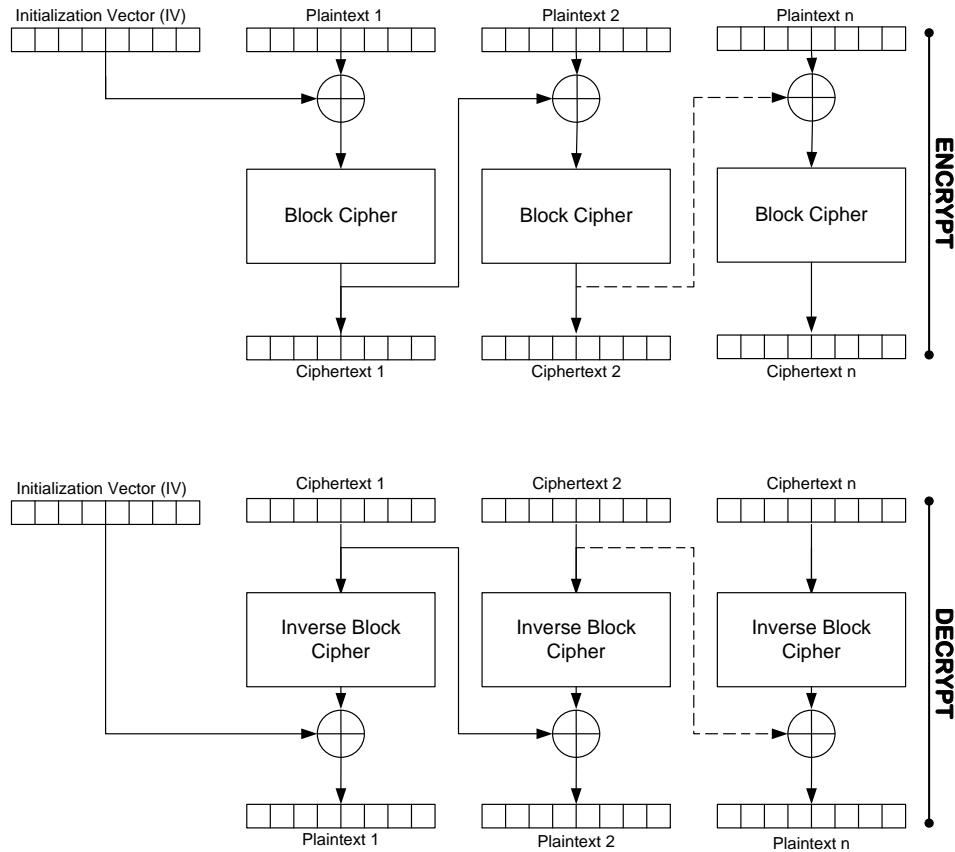 Initialization Vector (IV)
Plaintext 1
Plaintext 2
Plaintext n
Block Cipher
Block Cipher
Block Cipher
ENCRYPT
Ciphertext 1
Ciphertext 2
Ciphertext n
Initialization Vector (IV)
Ciphertext 1
Ciphertext 2
Ciphertext n
Inverse Block
Cipher
Inverse Block
Cipher
Inverse Block
Cipher
DECRYPT
Plaintext 1
Plaintext 2
Plaintext n